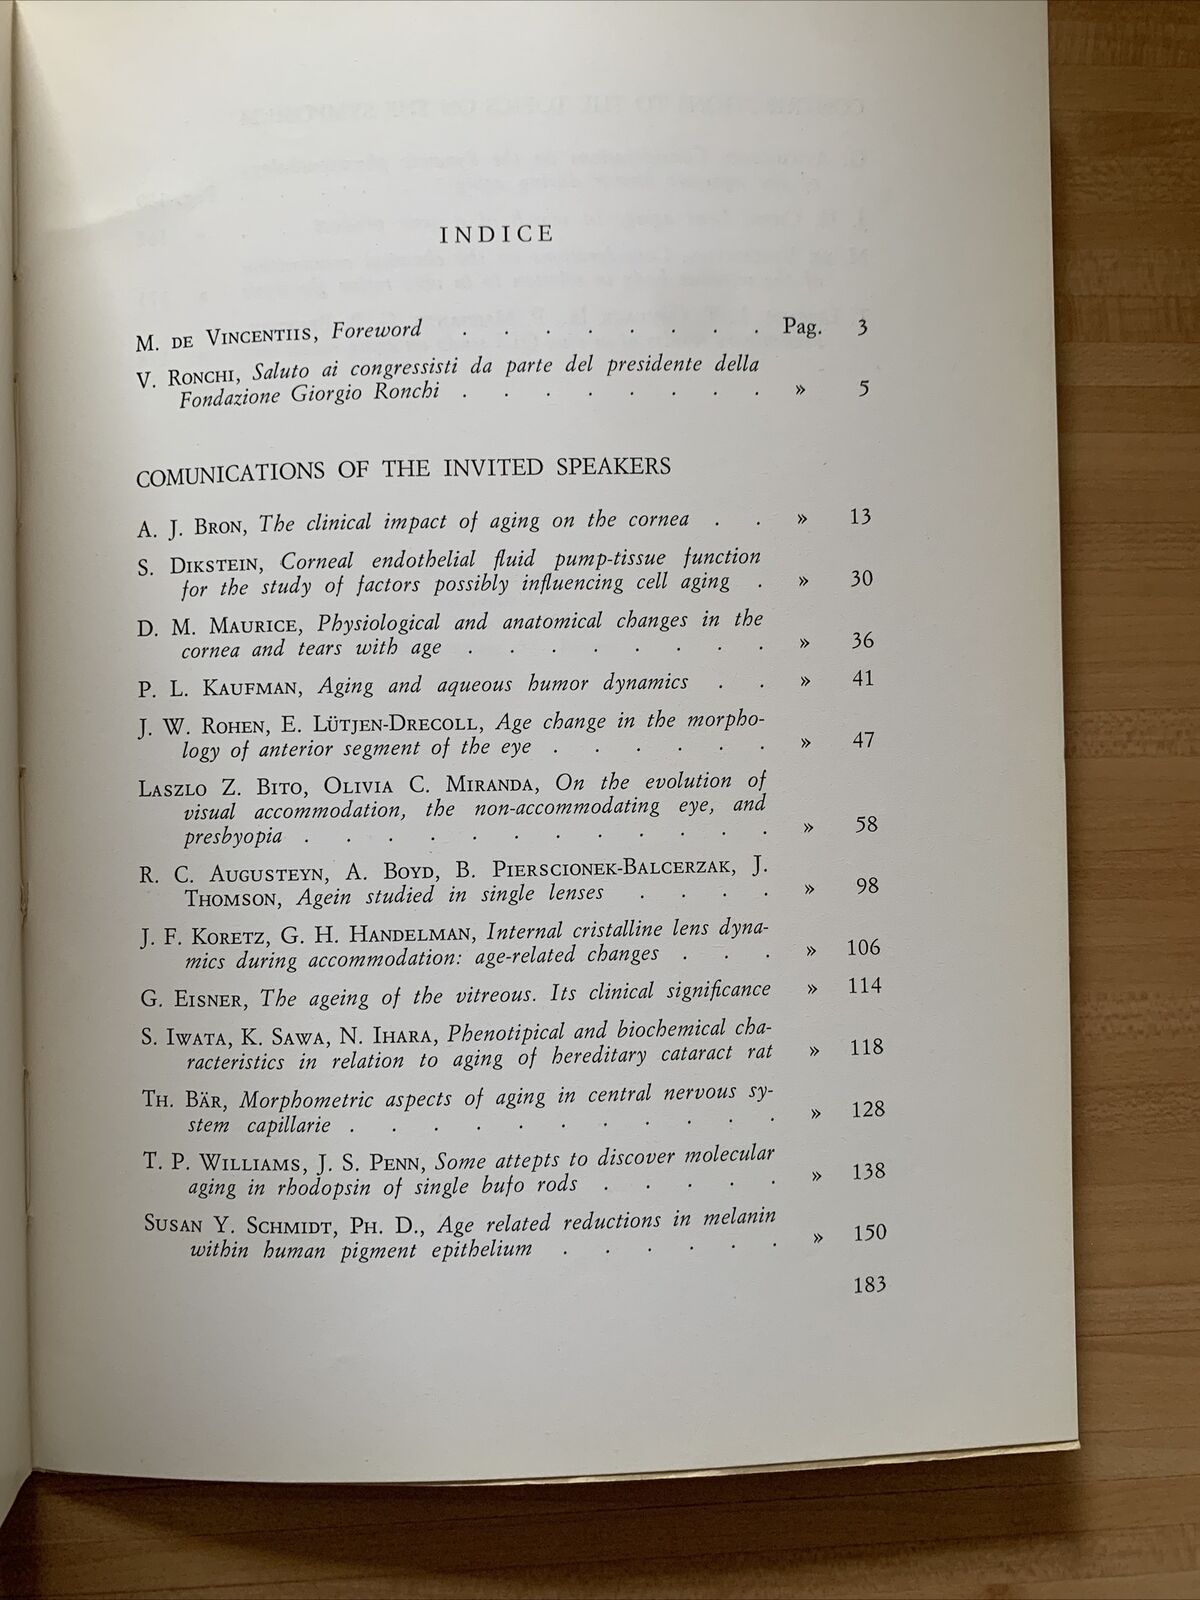 INDICE
M. DE VINCENTIIS, Foreword . . . . . . . . Pag. 3
V. RONCHI, Saluto ai congressisti da parte del presidente della
Fondazione Giorgio Ronchi . . . . . . . . » 5
COMUNICATIONS OF THE INVITED SPEAKERS
A. J. BRON, The clinical impact of aging on the cornea . . » 13
S. DIKSTEIN, Corneal endothelial fluid pump-tissue function
for the study of factors possibly influencing cell aging . » 30
D. M. MAURICE, Physiological and anatomical changes in the
cornea and tears with age . . . . . . . . » 36
P. L. KAUFMAN, Aging and aqueous humor dynamics . . » 41
J. W. ROHEN, E. LÜTJEN-DRECOLL, Age change in the morpho-
logy of anterior segment of the eye . . . . . . » 47
LASZLO Z. BITO, OLIVIA C. MIRANDA, On the evolution of
visual accommodation, the non-accommodating eye, and
presbyopia . . . . . . . . . . . . » 58
R. C. AUGUSTEYN, A. BOYD, B. PIERSCIONEK-BALCERZAK, J.
THOMSON, Agein studied in single lenses . . . . » 98
J. F. KORETZ, G. H. HANDELMAN, Internal cristalline lens dyna-
mics during accommodation: age-related changes . . . » 106
G. EISNER, The ageing of the vitreous. Its clinical significance » 114
S. IWATA, K. SAWA, N. IHARA, Phenotipical and biochemical cha-
racteristics in relation to aging of hereditary cataract rat » 118
TH. BÄR, Morphometric aspects of aging in central nervous sy-
stem capillarie . . . . . . . . . . . » 128
T. P. WILLIAMS, J. S. PENN, Some attepts to discover molecular
aging in rhodopsin of single bufo rods . . . . . » 138
SUSAN Y. SCHMIDT, PH. D., Age related reductions in melanin
within human pigment epithelium . . . . . . » 150
183